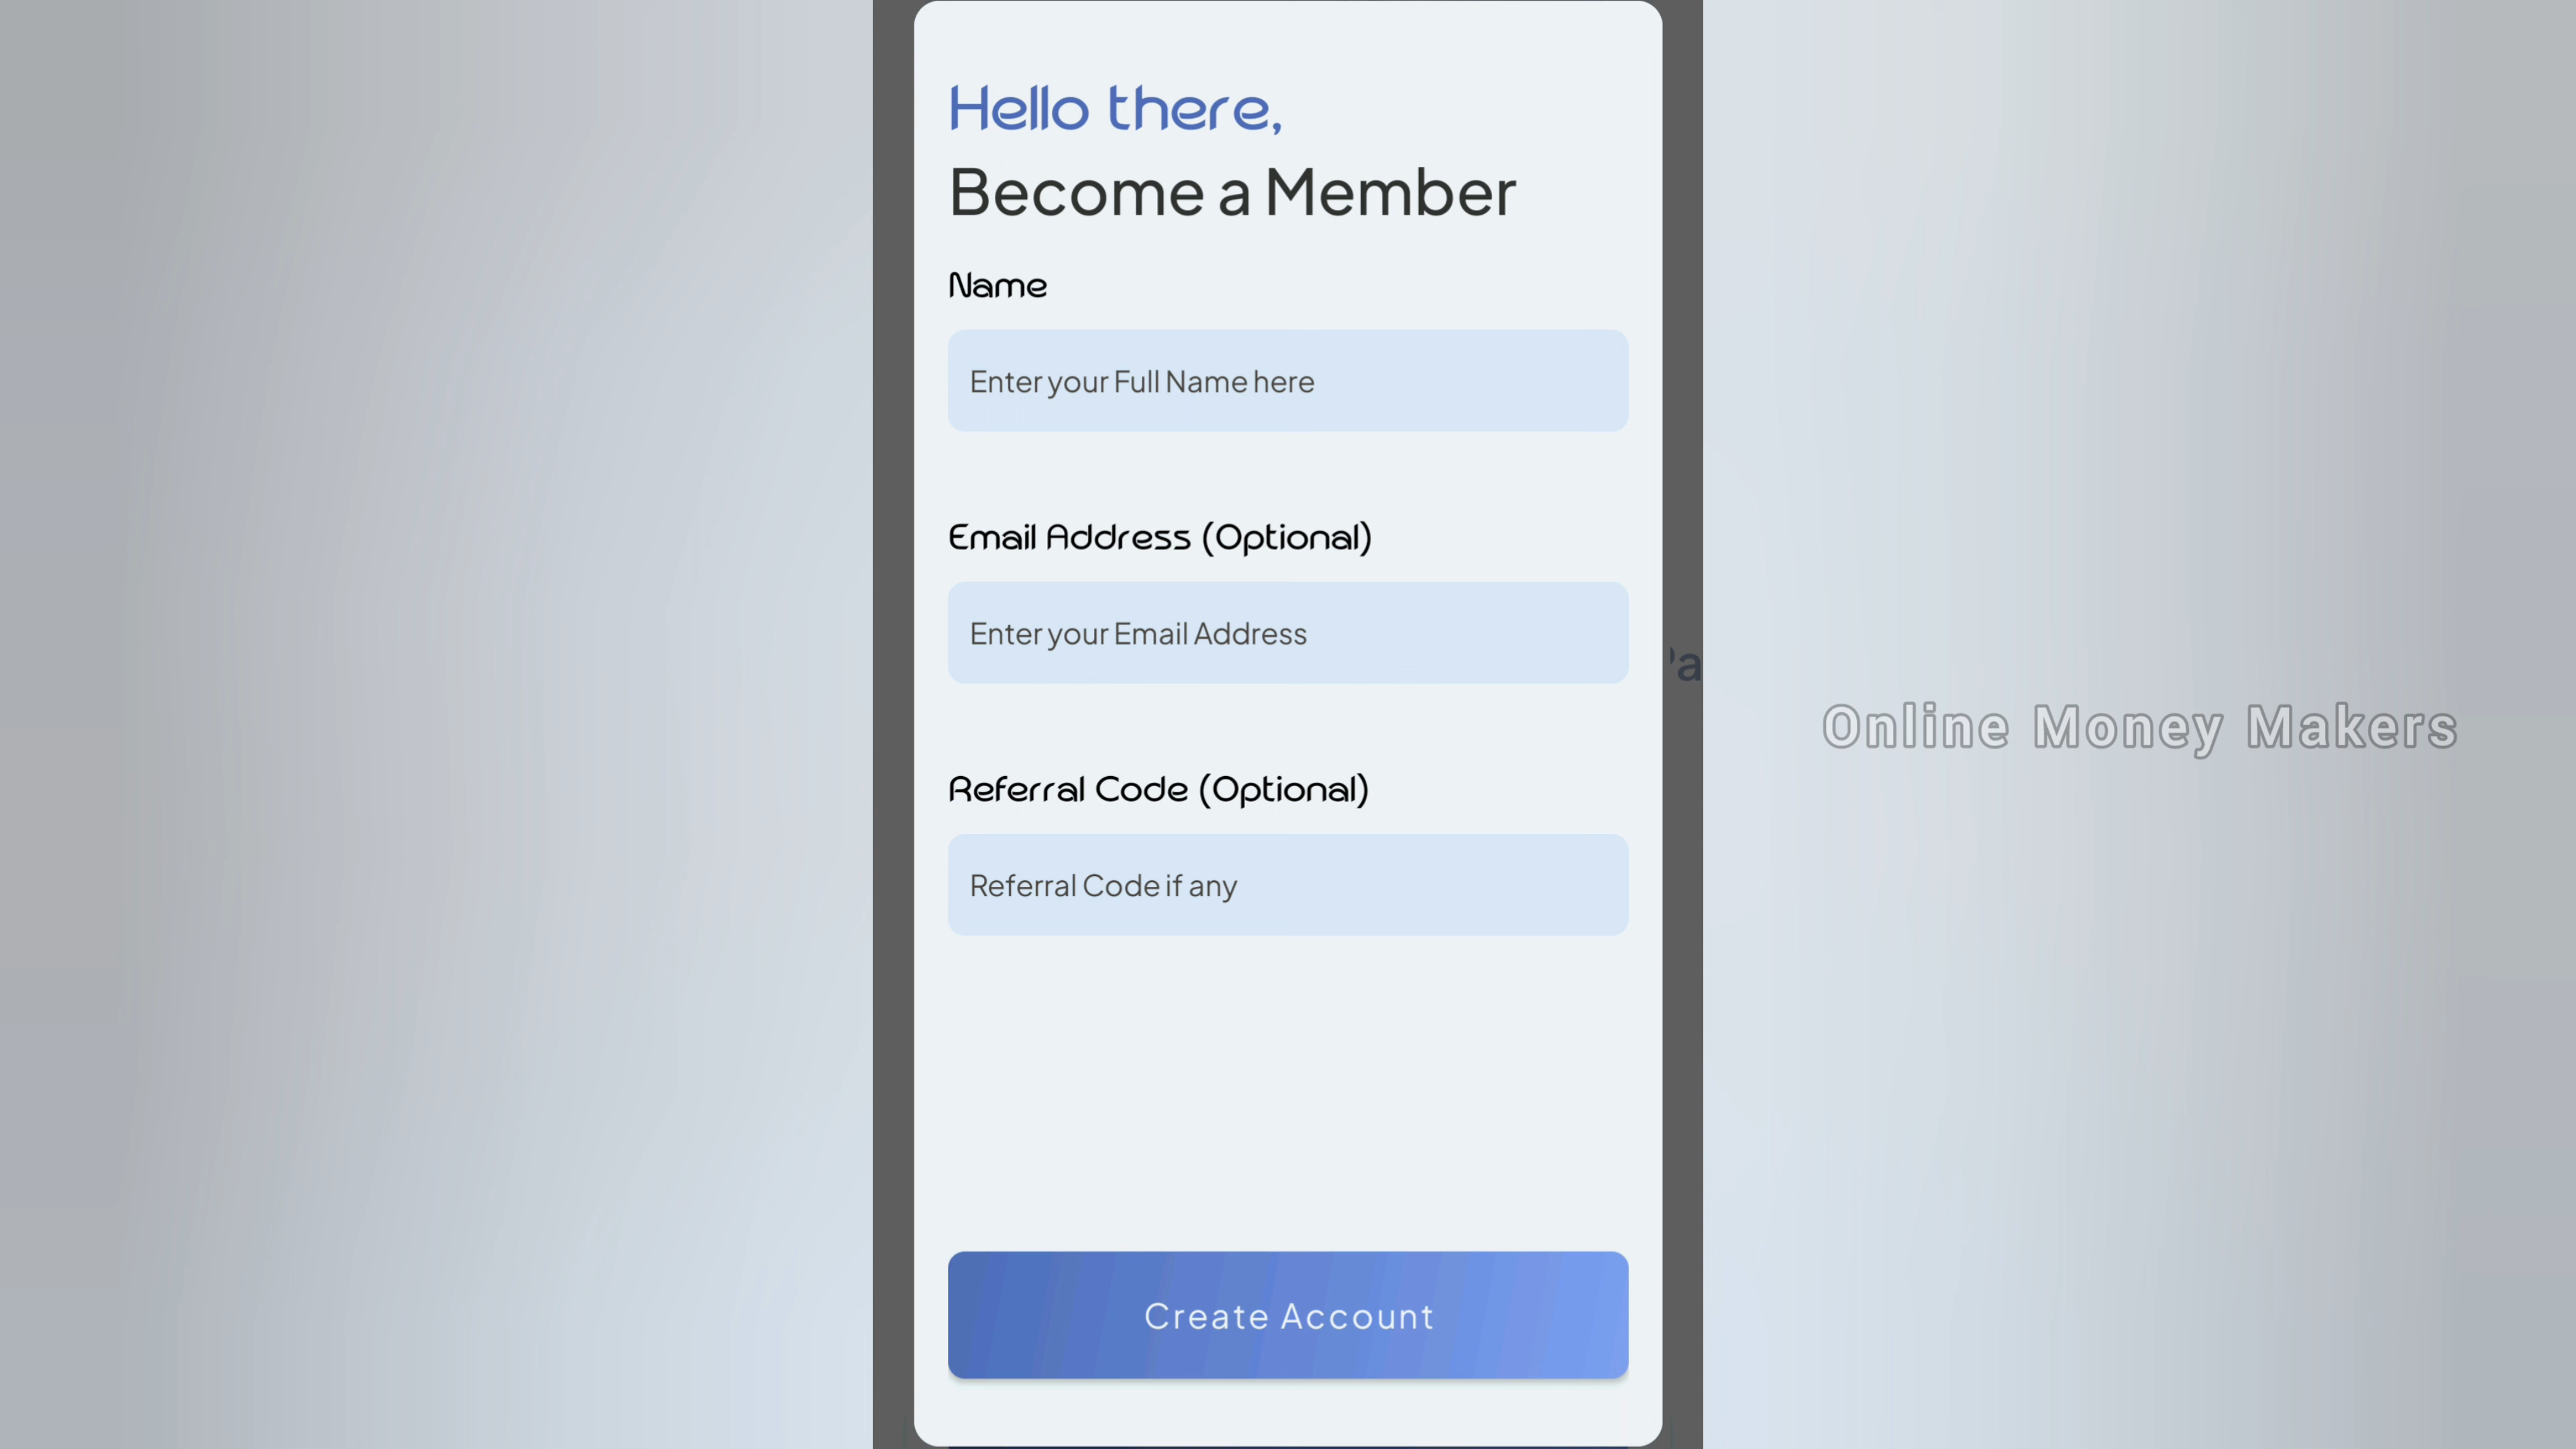 Hello there,
Become a Member
Name
Enter your Full Name here
Email Address (Optional)
Enter your Email Address
Referral Code (Optional)
Referral Code if any
Create Account
Online Money Makers